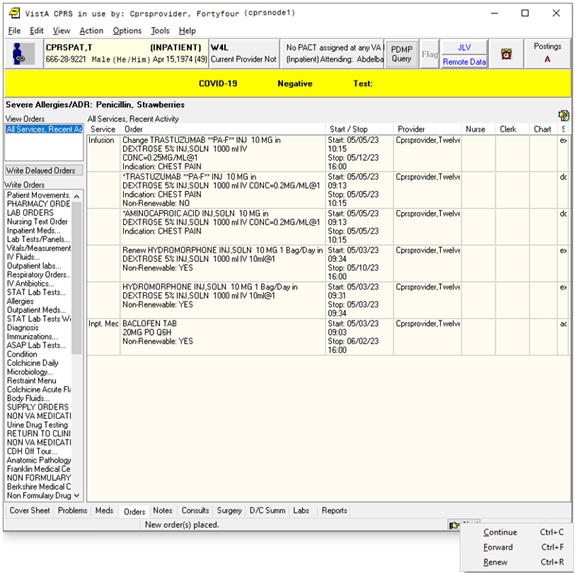 VistA CPRS in use by: Cprsprovider, Fortyfour (cprsnode1)
File Edit View Action Options Tools Help
CPRSPAT,T (INPATIENT)
666-28-9221 Male (He/Him) Apr 15,1974 (49)
W4L
Current Provider Not
No PACT assigned at any VA
(Inpatient) Attending: Abdelba
PDMP
Query
Flag
JLV
Remote Data
Postings
A
COVID-19 Negative Test:
Severe Allergies/ADR: Penicillin, Strawberries
View Orders
All Services, Recent Ac
Write Delayed Orders
Write Orders
Patient Movements.
PHARMACY ORDE
LAB ORDERS
Nursing Text Order
Inpatient Meds...
Lab Tests/Panels...
Vitals/Measurement
IV Fluids...
Outpatient labs...
Respiratory Orders..
IV Antibiotics...
STAT Lab Tests...
Allergies
Outpatient Meds...
STAT Lab Tests W
Diagnosis
Immunizations...
ASAP Lab Tests...
Condition
Colchicine Daily
Microbiology...
Restraint Menu
Colchicine Acute Fl
Body Fluids...
SUPPLY ORDERS
NON VA MEDICATI
Urine Drug Testing
RETURN TO CLINI
NON VA MEDICATI
CDH Off Tour...
Anatomic Pathology
Franklin Medical Ce
NON FORMULARY
Berkshire Medical C
Non Formulary Drug
All Services, Recent Activity
Service Order Start / Stop Provider Nurse Clerk Chart S
Infusion Change TRASTUZUMAB **PA-F** INJ 10 MG in Start: 05/05/23 Cprsprovider,Twelve ex
DEXTROSE 5% INJ,SOLN 1000 ml IV 10:15
CONC=0.25MG/ML@1 Stop: 05/12/23
Indication: CHEST PAIN 16:00
*TRASTUZUMAB **PA-F** INJ 10 MG in Start: 05/05/23 Cprsprovider,Twelve dc
DEXTROSE 5% INJ,SOLN 1000 ml IV CONC=0.2MG/ML@1 09:13
Indication: CHEST PAIN Stop: 05/05/23
Non-Renewable: NO 10:15
*AMINOCAPROIC ACID INJ,SOLN 10 MG in Start: 05/05/23 Cprsprovider,Twelve dc
DEXTROSE 5% INJ,SOLN 1000 ml IV CONC=0.2MG/ML@1 09:13
Indication: CHEST PAIN Stop: 05/05/23
10:15
Renew HYDROMORPHONE INJ,SOLN 10 MG 1 Bag/Day in Start: 05/03/23 Cprsprovider,Twelve ex
DEXTROSE 5% INJ,SOLN 1000 ml IV 10ml@1 09:34
Non-Renewable: YES Stop: 05/10/23
16:00
HYDROMORPHONE INJ,SOLN 10 MG 1 Bag/Day in Start: 05/03/23 Cprsprovider,Twelve ex
DEXTROSE 5% INJ,SOLN 1000 ml IV 10ml@1 09:31
Non-Renewable: YES Stop: 05/03/23
09:34
Inpt. Mec BACLOFEN TAB Start: 05/03/23 Cprsprovider,Twelve ac
20MG PO Q6H 09:03
Non-Renewable: YES Stop: 06/02/23
16:00
Cover Sheet Problems Meds Orders Notes Consults Surgery D/C Summ Labs Reports
New order(s) placed.
Continue Ctrl+C
Forward Ctrl+F
Renew Ctrl+R